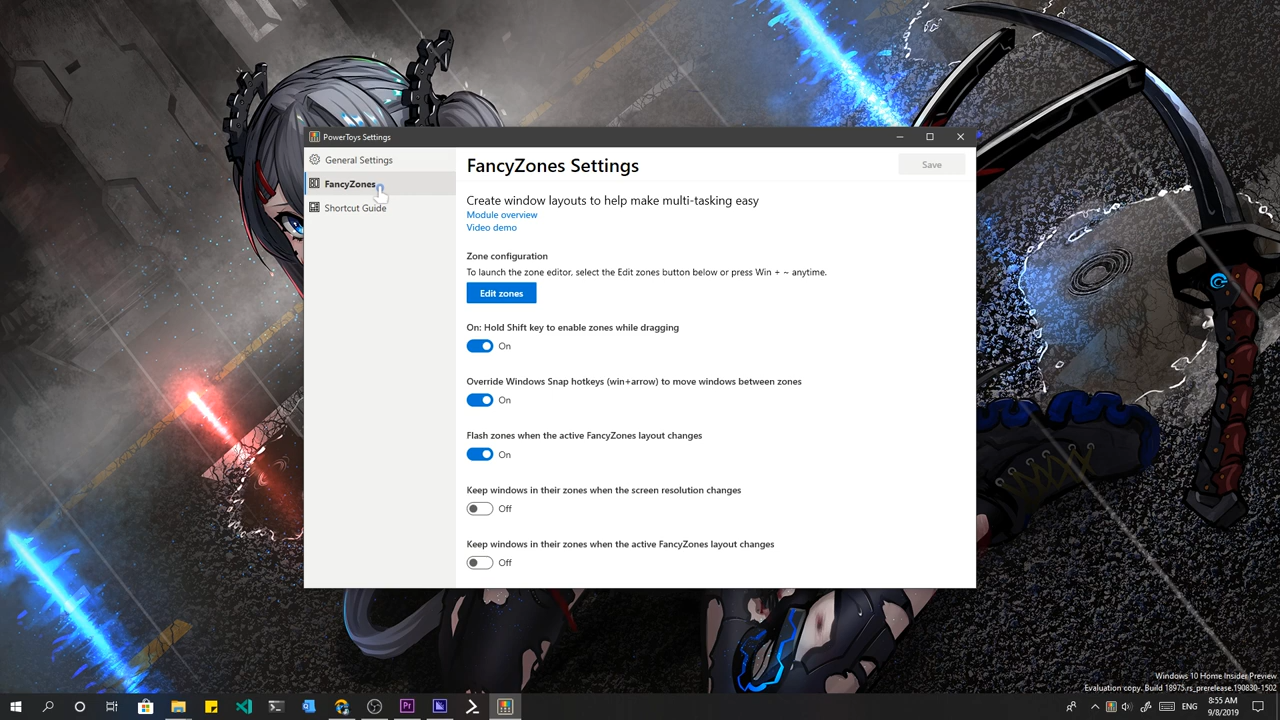 PowerToys Settings
General Settings
FancyZones
Shortcut Guide
FancyZones Settings
Save
Create window layouts to help make multi-tasking easy
Module overview
Video demo
Zone configuration
To launch the zone editor, select the Edit zones button below or press Win + ~ anytime.
Edit zones
On: Hold Shift key to enable zones while dragging
On
Override Windows Snap hotkeys (win+arrow) to move windows between zones
On
Flash zones when the active FancyZones layout changes
On
Keep windows in their zones when the screen resolution changes
Off
Keep windows in their zones when the active FancyZones layout changes
Off
Windows 10 Home Insider Preview
Evaluation copy. Build 18975.rs_prerelease.190830-1502
Pr
ENG
8:55 AM
9/8/2019